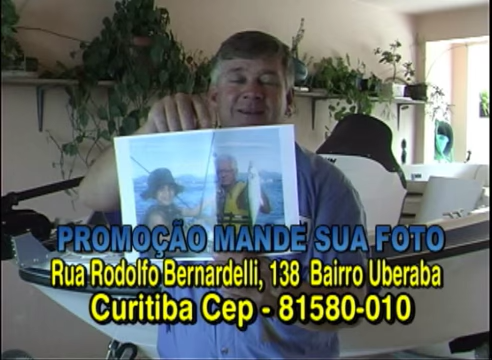 PROMOÇÃO MANDE SUA FOTO
Rua Rodolfo Bernardelli, 138 Bairro Uberaba
Curitiba Cep - 81580-010